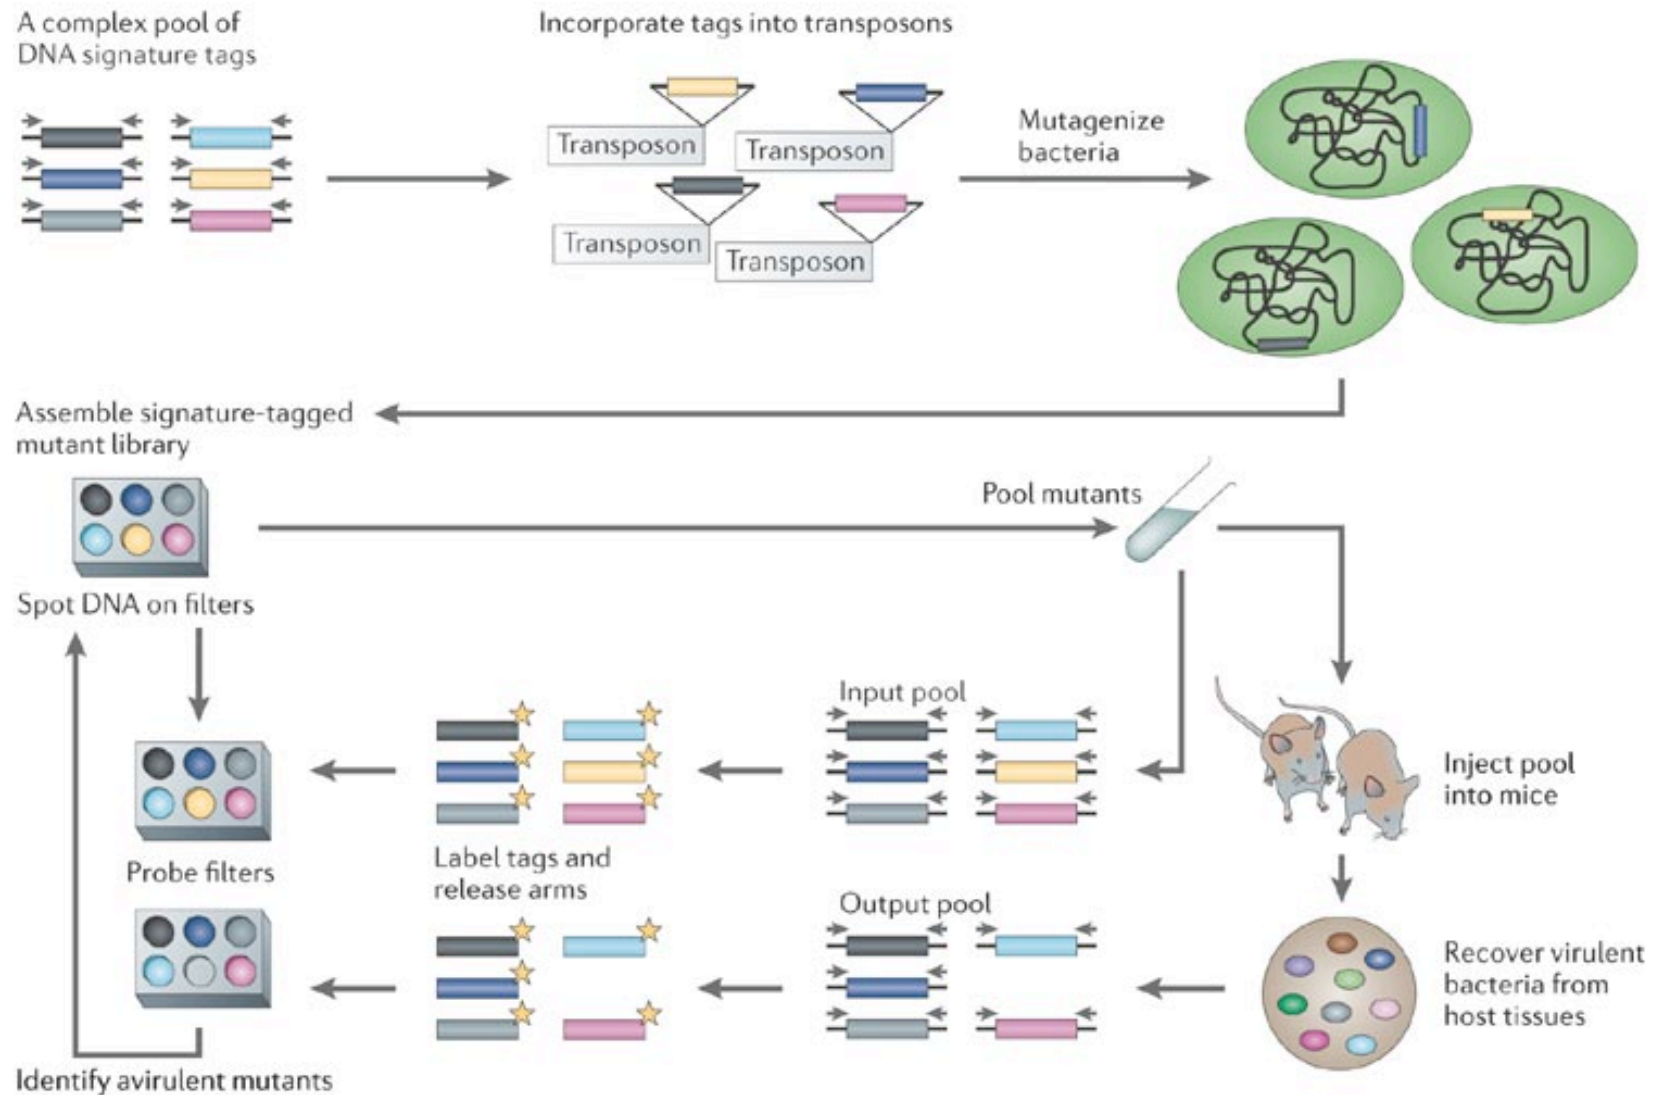 A complex pool of
DNA signature tags
Incorporate tags into transposons
Transposon
Transposon
Transposon
Transposon
Mutagenize
bacteria
Assemble signature-tagged
mutant library
Pool mutants
Spot DNA on filters
Input pool
Inject pool
into mice
Label tags and
release arms
Probe filters
Output pool
Recover virulent
bacteria from
host tissues
Identify avirulent mutants